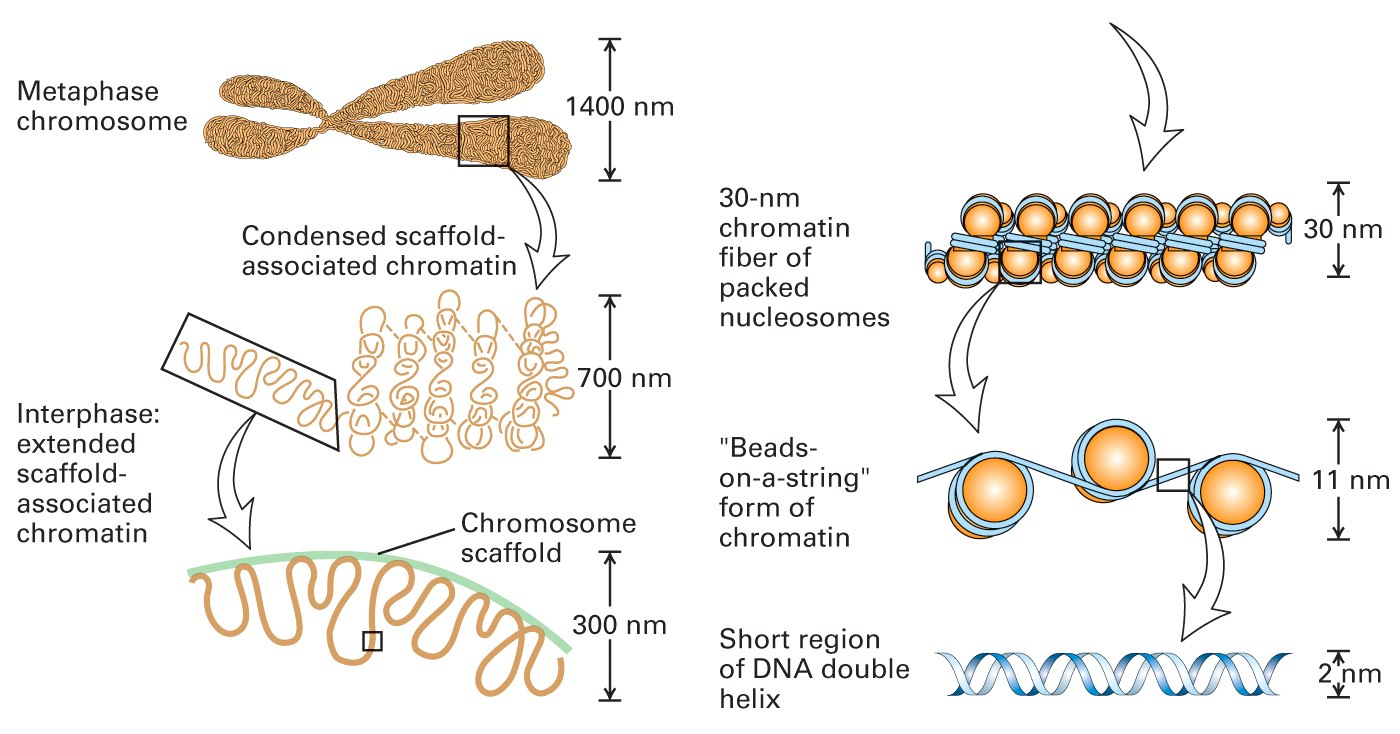 Metaphase
chromosome
1400 nm
Condensed scaffold-
associated chromatin
700 nm
Interphase:
extended
scaffold-
associated
chromatin
Chromosome
scaffold
300 nm
30-nm
chromatin
fiber of
packed
nucleosomes
30 nm
"Beads-
on-a-string"
form of
chromatin
11 nm
Short region
of DNA double
helix
2 nm